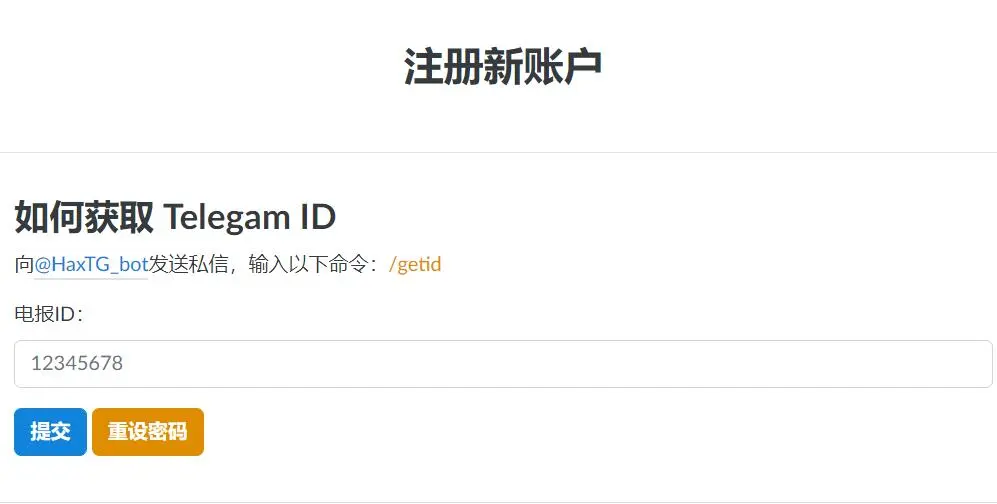 注册新账户
如何获取 Telegam ID
向@HaxTG_bot发送私信，输入以下命令：/getid
电报ID：
12345678
提交 重设密码